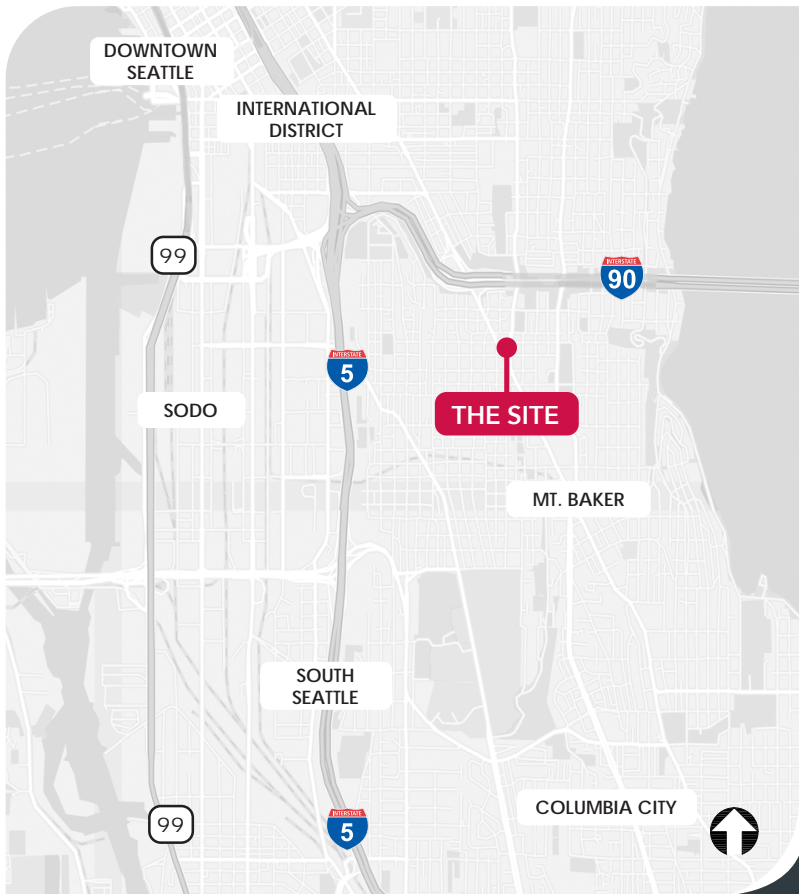 DOWNTOWN
SEATTLE
INTERNATIONAL
DISTRICT
99
INTERSTATE
90
INTERSTATE
5
SODO
THE SITE
MT. BAKER
SOUTH
SEATTLE
COLUMBIA CITY
99
INTERSTATE
5